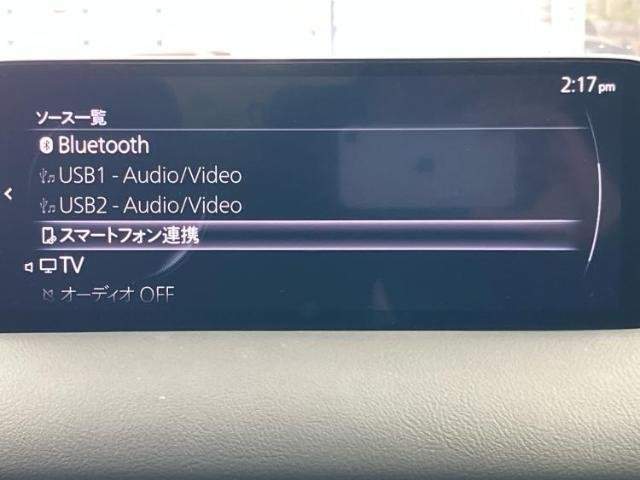 2:17pm
ソース一覧
Bluetooth
USB1 - Audio/Video
USB2 - Audio/Video
スマートフォン連携
TV
オーディオ OFF